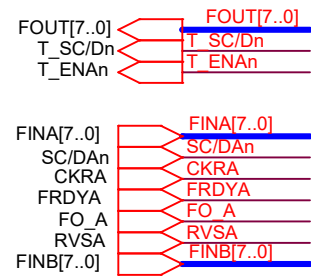 FOUT[7..0] FOUT[7..0]
T_SC/Dn T_SC/Dn
T_ENAn T_ENAn
FINA[7..0] FINA[7..0]
SC/DAn SC/DAn
CKRA CKRA
FRDYA FRDYA
FO_A FO_A
RVSA RVSA
FINB[7..0] FINB[7..0]